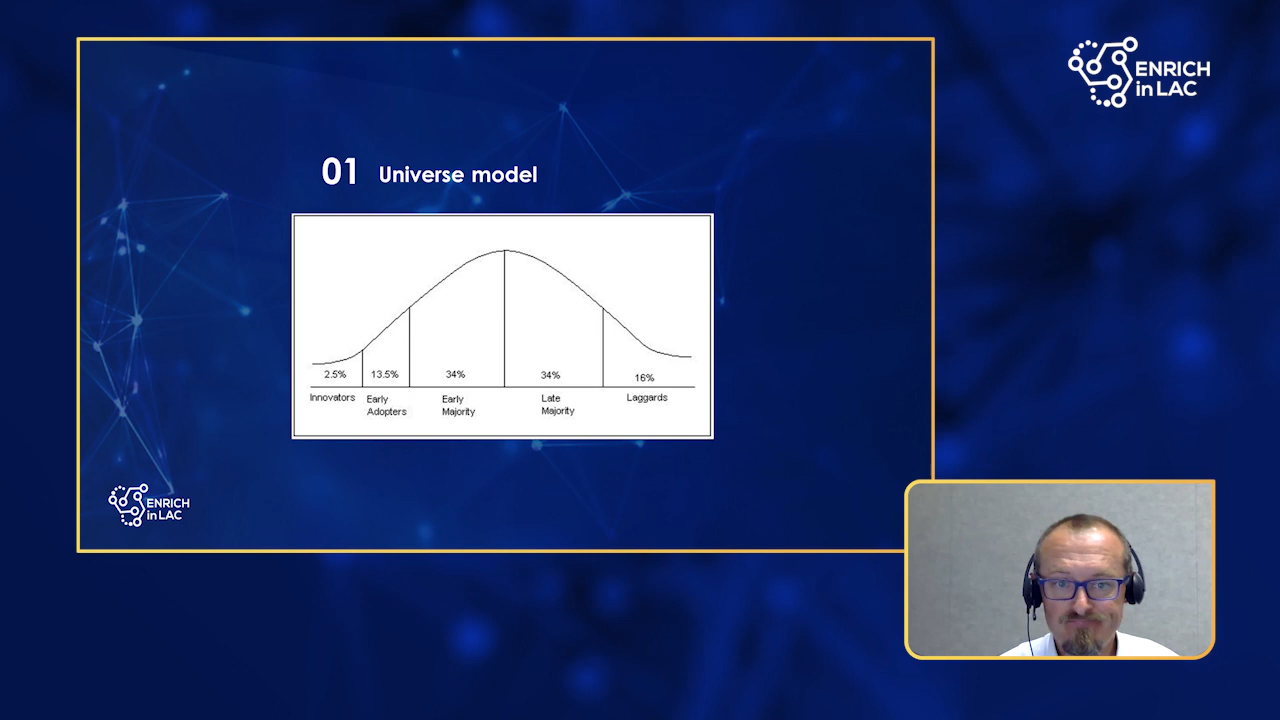 ENRICH
in LAC
01 Universe model
2.5% 13.5% 34% 34% 16%
Innovators Early Adopters Early Majority Late Majority Laggards
ENRICH
in LAC